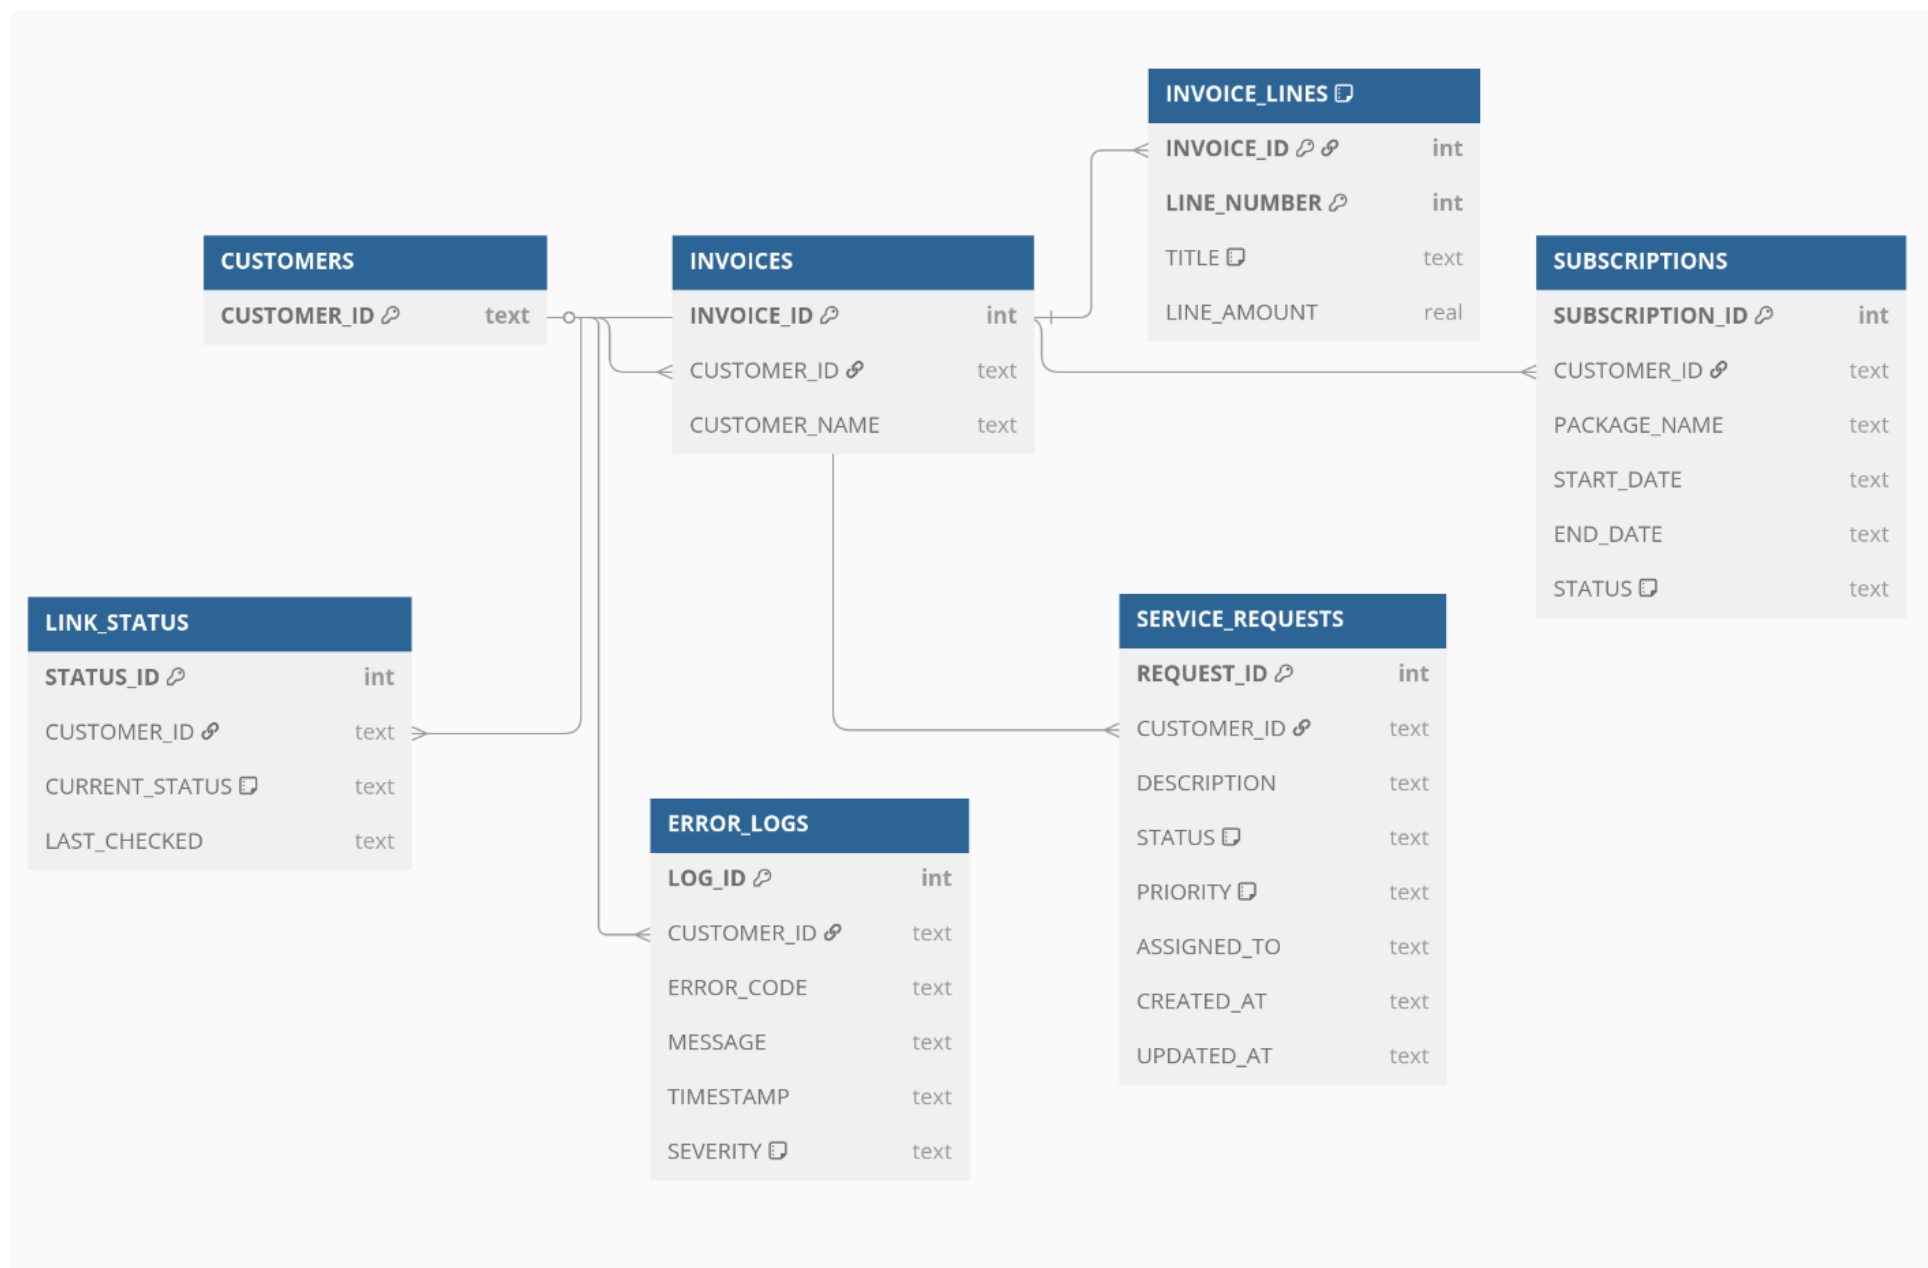 INVOICE_LINES
INVOICE_ID int
LINE_NUMBER int
TITLE text
LINE_AMOUNT real
CUSTOMERS
CUSTOMER_ID text
INVOICES
INVOICE_ID int
CUSTOMER_ID text
CUSTOMER_NAME text
SUBSCRIPTIONS
SUBSCRIPTION_ID int
CUSTOMER_ID text
PACKAGE_NAME text
START_DATE text
END_DATE text
STATUS text
LINK_STATUS
STATUS_ID int
CUSTOMER_ID text
CURRENT_STATUS text
LAST_CHECKED text
SERVICE_REQUESTS
REQUEST_ID int
CUSTOMER_ID text
DESCRIPTION text
STATUS text
PRIORITY text
ASSIGNED_TO text
CREATED_AT text
UPDATED_AT text
ERROR_LOGS
LOG_ID int
CUSTOMER_ID text
ERROR_CODE text
MESSAGE text
TIMESTAMP text
SEVERITY text